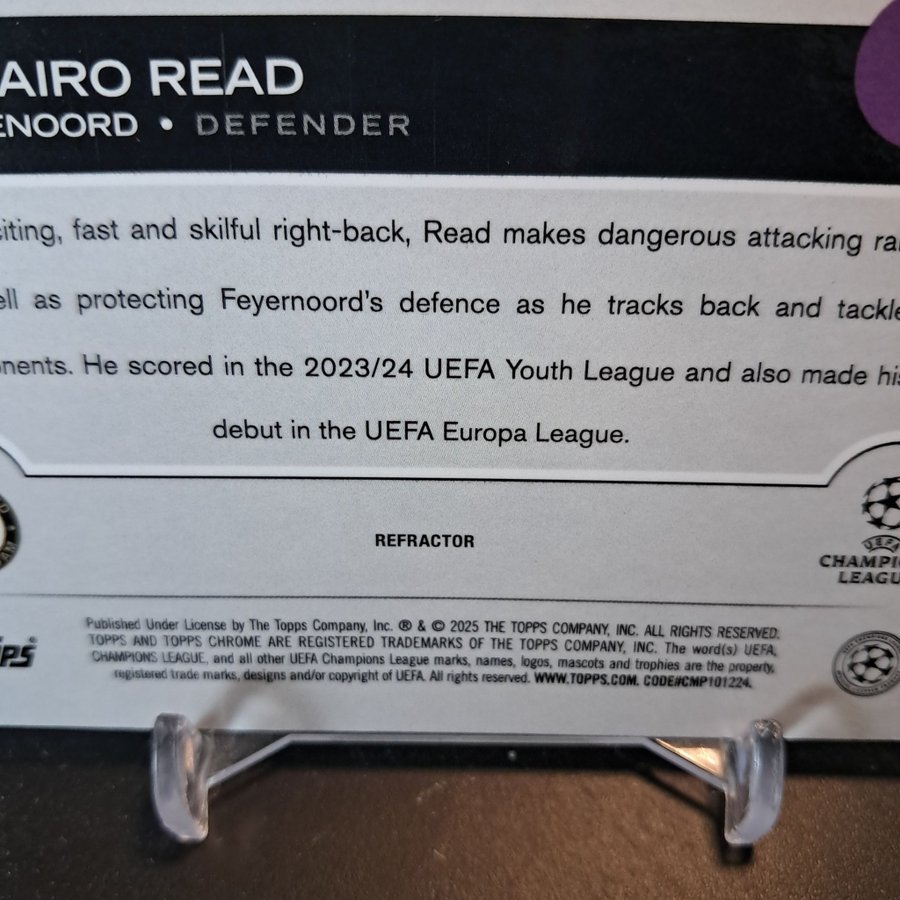 AIRO READ
ENOORD • DEFENDER
citing, fast and skilful right-back, Read makes dangerous attacking ra
ell as protecting Feyernoord's defence as he tracks back and tackle
nents. He scored in the 2023/24 UEFA Youth League and also made his
debut in the UEFA Europa League.
REFRACTOR
UEFA
CHAMPIO
LEAGU
Published Under License by The Topps Company, Inc. ® & © 2025 THE TOPPS COMPANY, INC. ALL RIGHTS RESERVED.
TOPPS AND TOPPS CHROME ARE REGISTERED TRADEMARKS OF THE TOPPS COMPANY, INC. The word(s) UEFA,
CHAMPIONS LEAGUE, and all other UEFA Champions League marks, names, logos, mascots and trophies are the property,
registered trade marks, designs and/or copyright of UEFA. All rights reserved. WWW.TOPPS.COM. CODE#CMP101224.
PPS